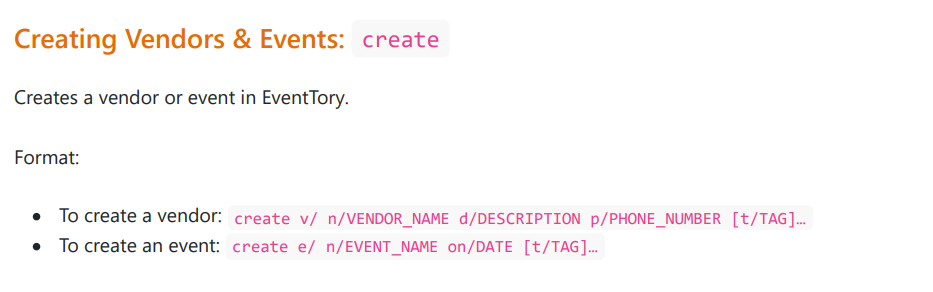 Creating Vendors & Events: create
Creates a vendor or event in EventTory.
Format:
● To create a vendor: create v/ n/VENDOR_NAME d/DESCRIPTION p/PHONE_NUMBER [t/TAG]…
● To create an event: create e/ n/EVENT_NAME on/DATE [t/TAG]…